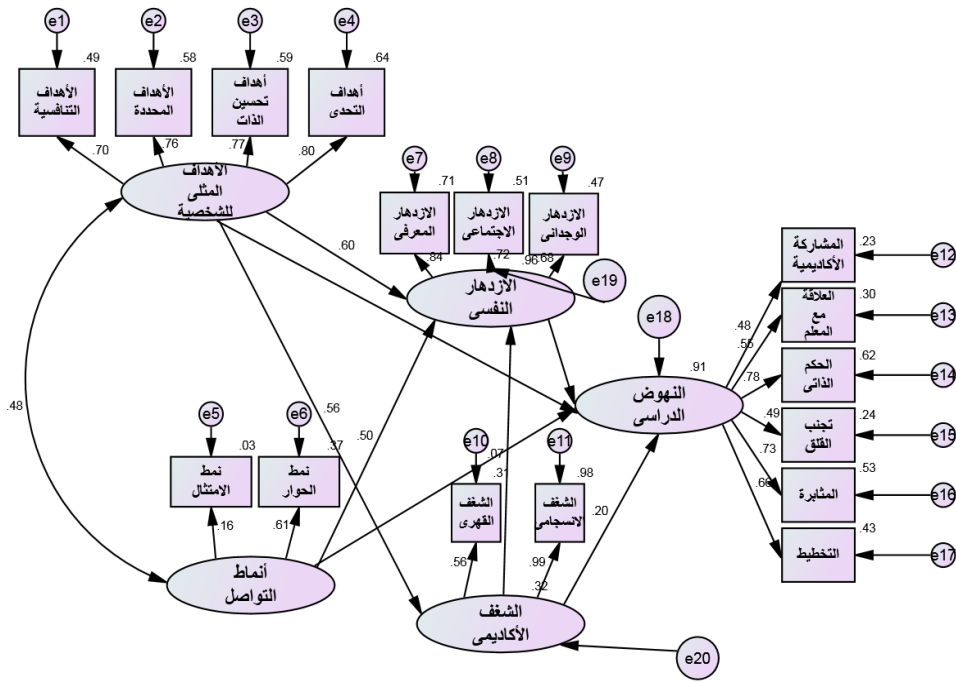 e1
e2
e3
e4
.49
.58
.59
.64
الأهداف
التنافسية
الأهداف
المحددة
أهداف
تحسين
الذات
أهداف
التحدى
.70
.76
.77
.80
الأهداف
المثلى
للشخصية
e7
e8
e9
.71
.51
.47
الازدهار
المعرفى
الازدهار
الاجتماعى
الازدهار
الوجدانى
.84
.72
.96
.68
.60
الازدهار
النفسى
e19
e18
.91
النهوض
الدراسى
المشاركة
الأكاديمية
.23
e12
العلاقة
مع
المعلم
.30
e13
الحكم
الذاتى
.62
e14
تجنب
القلق
.24
e15
المثابرة
.53
e16
التخطيط
.43
e17
.48
.55
.78
.49
.73
.48
.56
.50
e5
e6
.03
.37
نمط
الامتثال
نمط
الحوار
.16
.61
أنماط
التواصل
e10
e11
.07
.31
.98
الشغف
القهرى
الشغف
الانسجامى
.56
.99
.32
.20
الشغف
الأكاديمى
e20